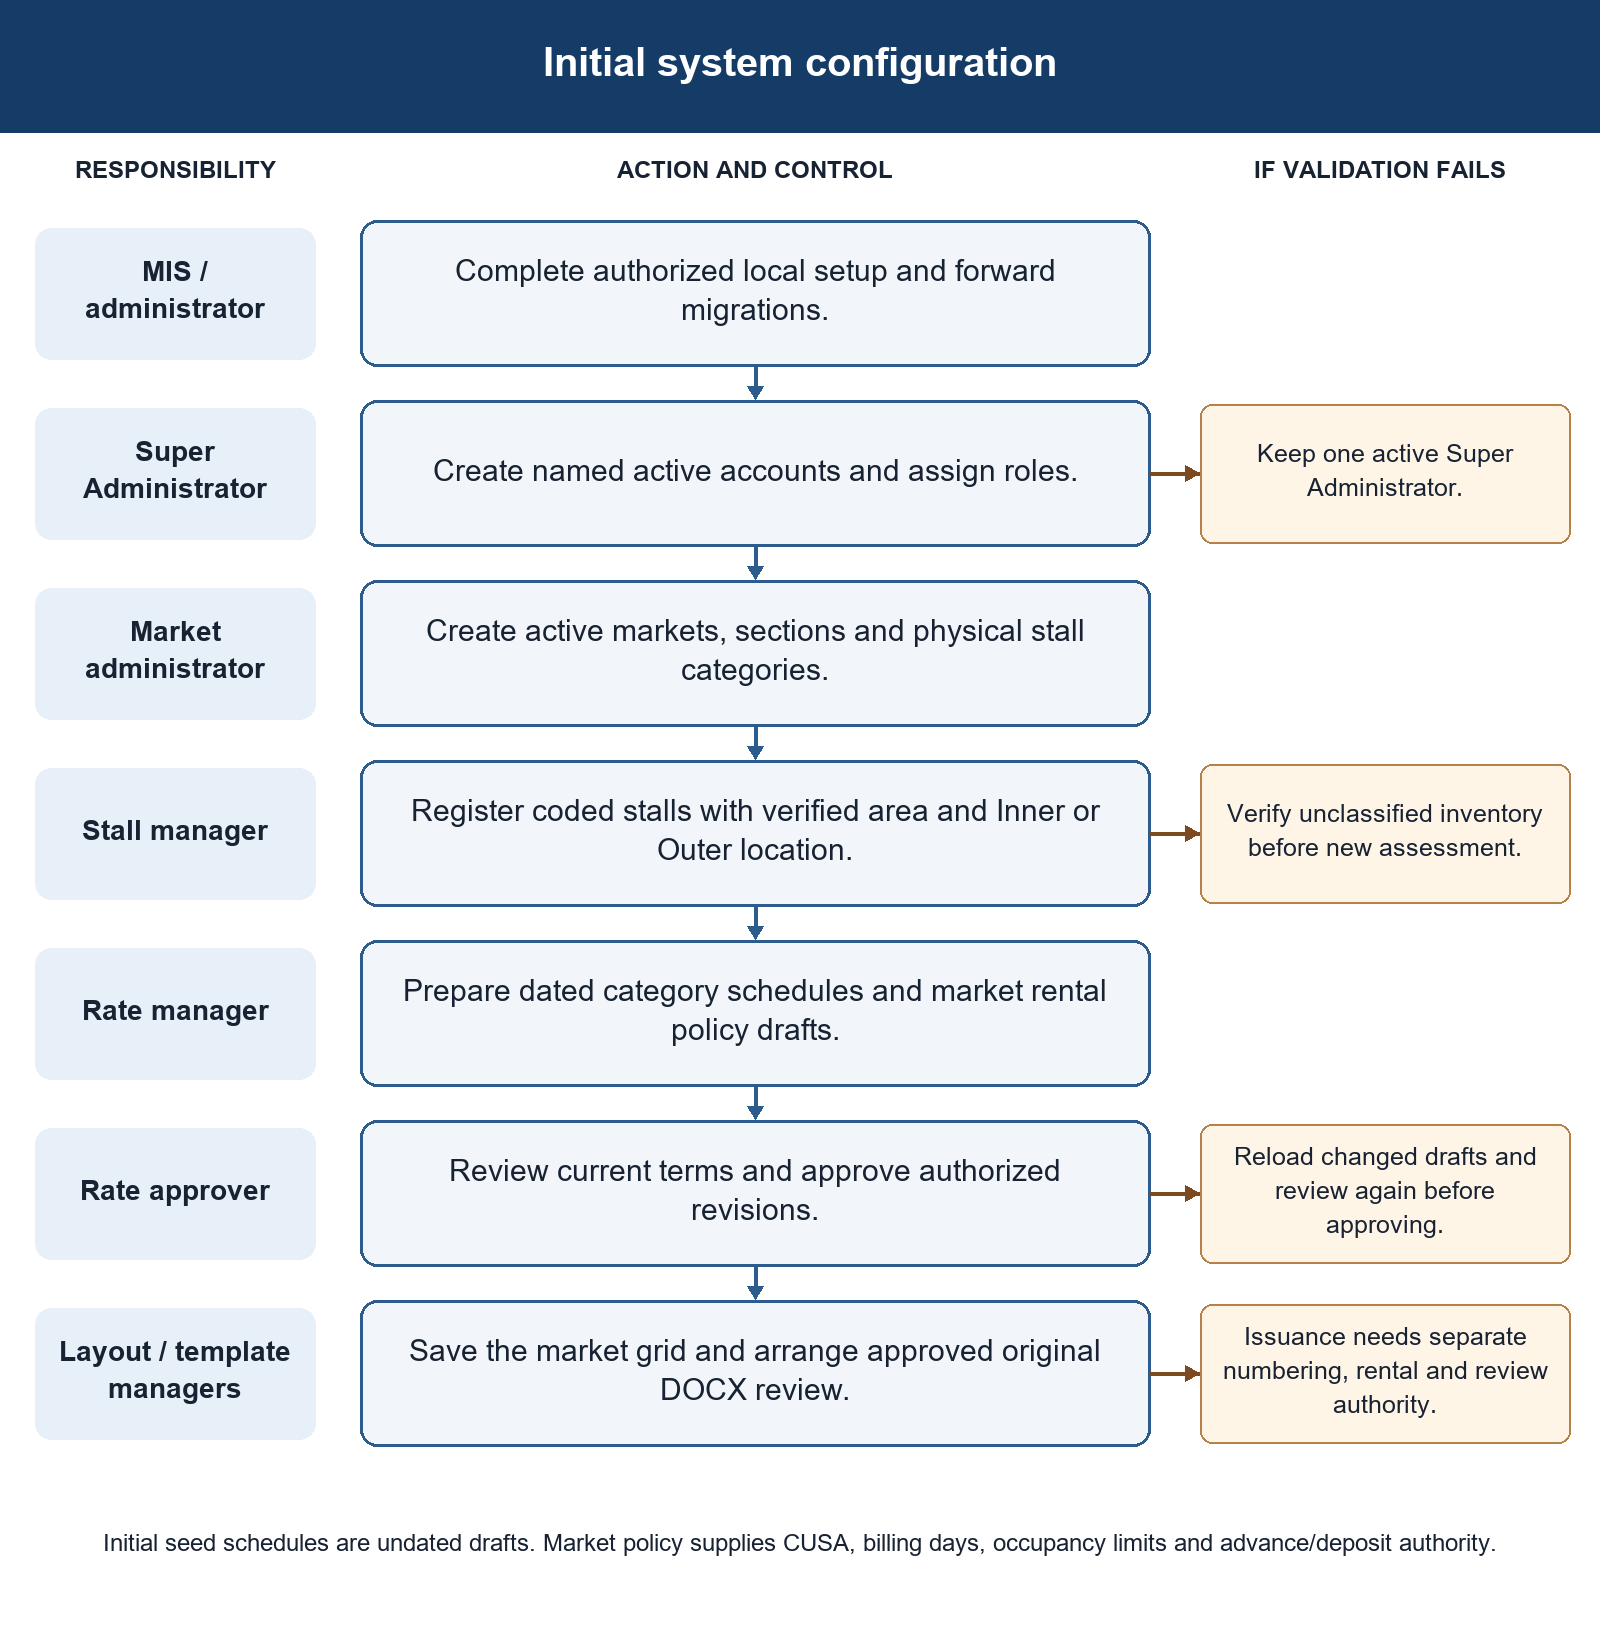 Initial system configuration
RESPONSIBILITY
ACTION AND CONTROL
IF VALIDATION FAILS
MIS /
administrator
Complete authorized local setup and forward
migrations.
Super
Administrator
Create named active accounts and assign roles.
Keep one active Super
Administrator.
Market
administrator
Create active markets, sections and physical stall
categories.
Stall manager
Register coded stalls with verified area and Inner or
Outer location.
Verify unclassified inventory
before new assessment.
Rate manager
Prepare dated category schedules and market rental
policy drafts.
Rate approver
Review current terms and approve authorized
revisions.
Reload changed drafts and
review again before
approving.
Layout / template
managers
Save the market grid and arrange approved original
DOCX review.
Issuance needs separate
numbering, rental and review
authority.
Initial seed schedules are undated drafts. Market policy supplies CUSA, billing days, occupancy limits and advance/deposit authority.